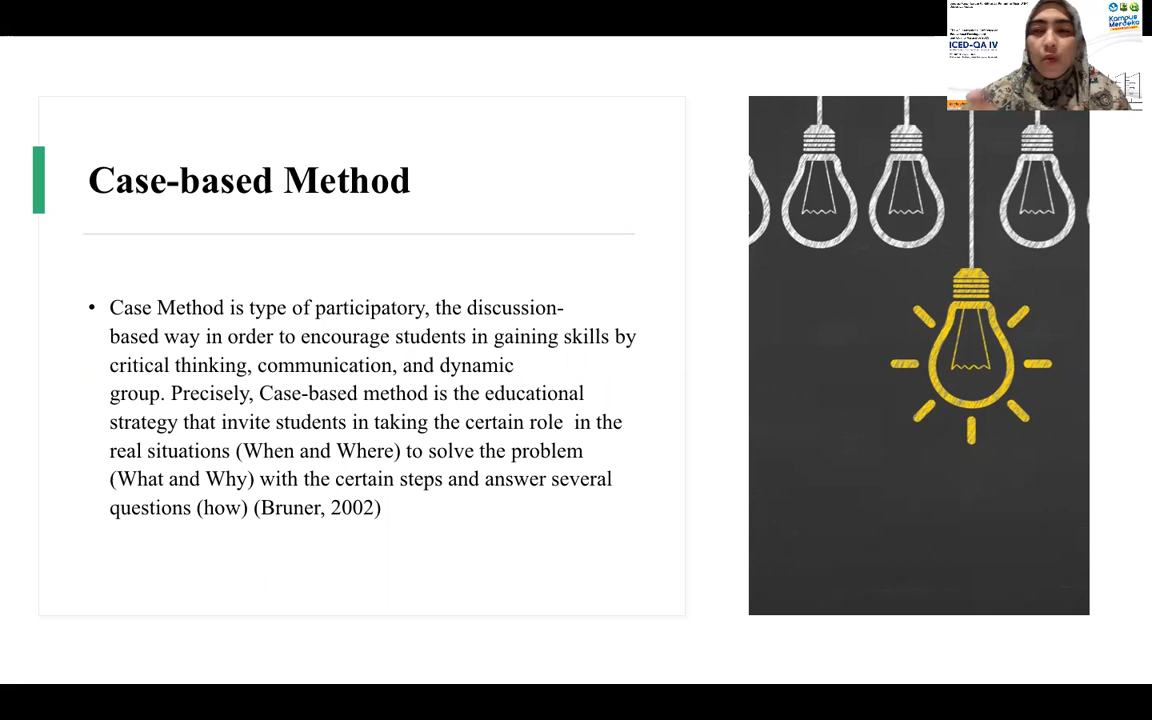 ICED-QA IV
Kampus
Merdeka
Case-based Method
• Case Method is type of participatory, the discussion-
based way in order to encourage students in gaining skills by
critical thinking, communication, and dynamic
group. Precisely, Case-based method is the educational
strategy that invite students in taking the certain role  in the
real situations (When and Where) to solve the problem
(What and Why) with the certain steps and answer several
questions (how) (Bruner, 2002)